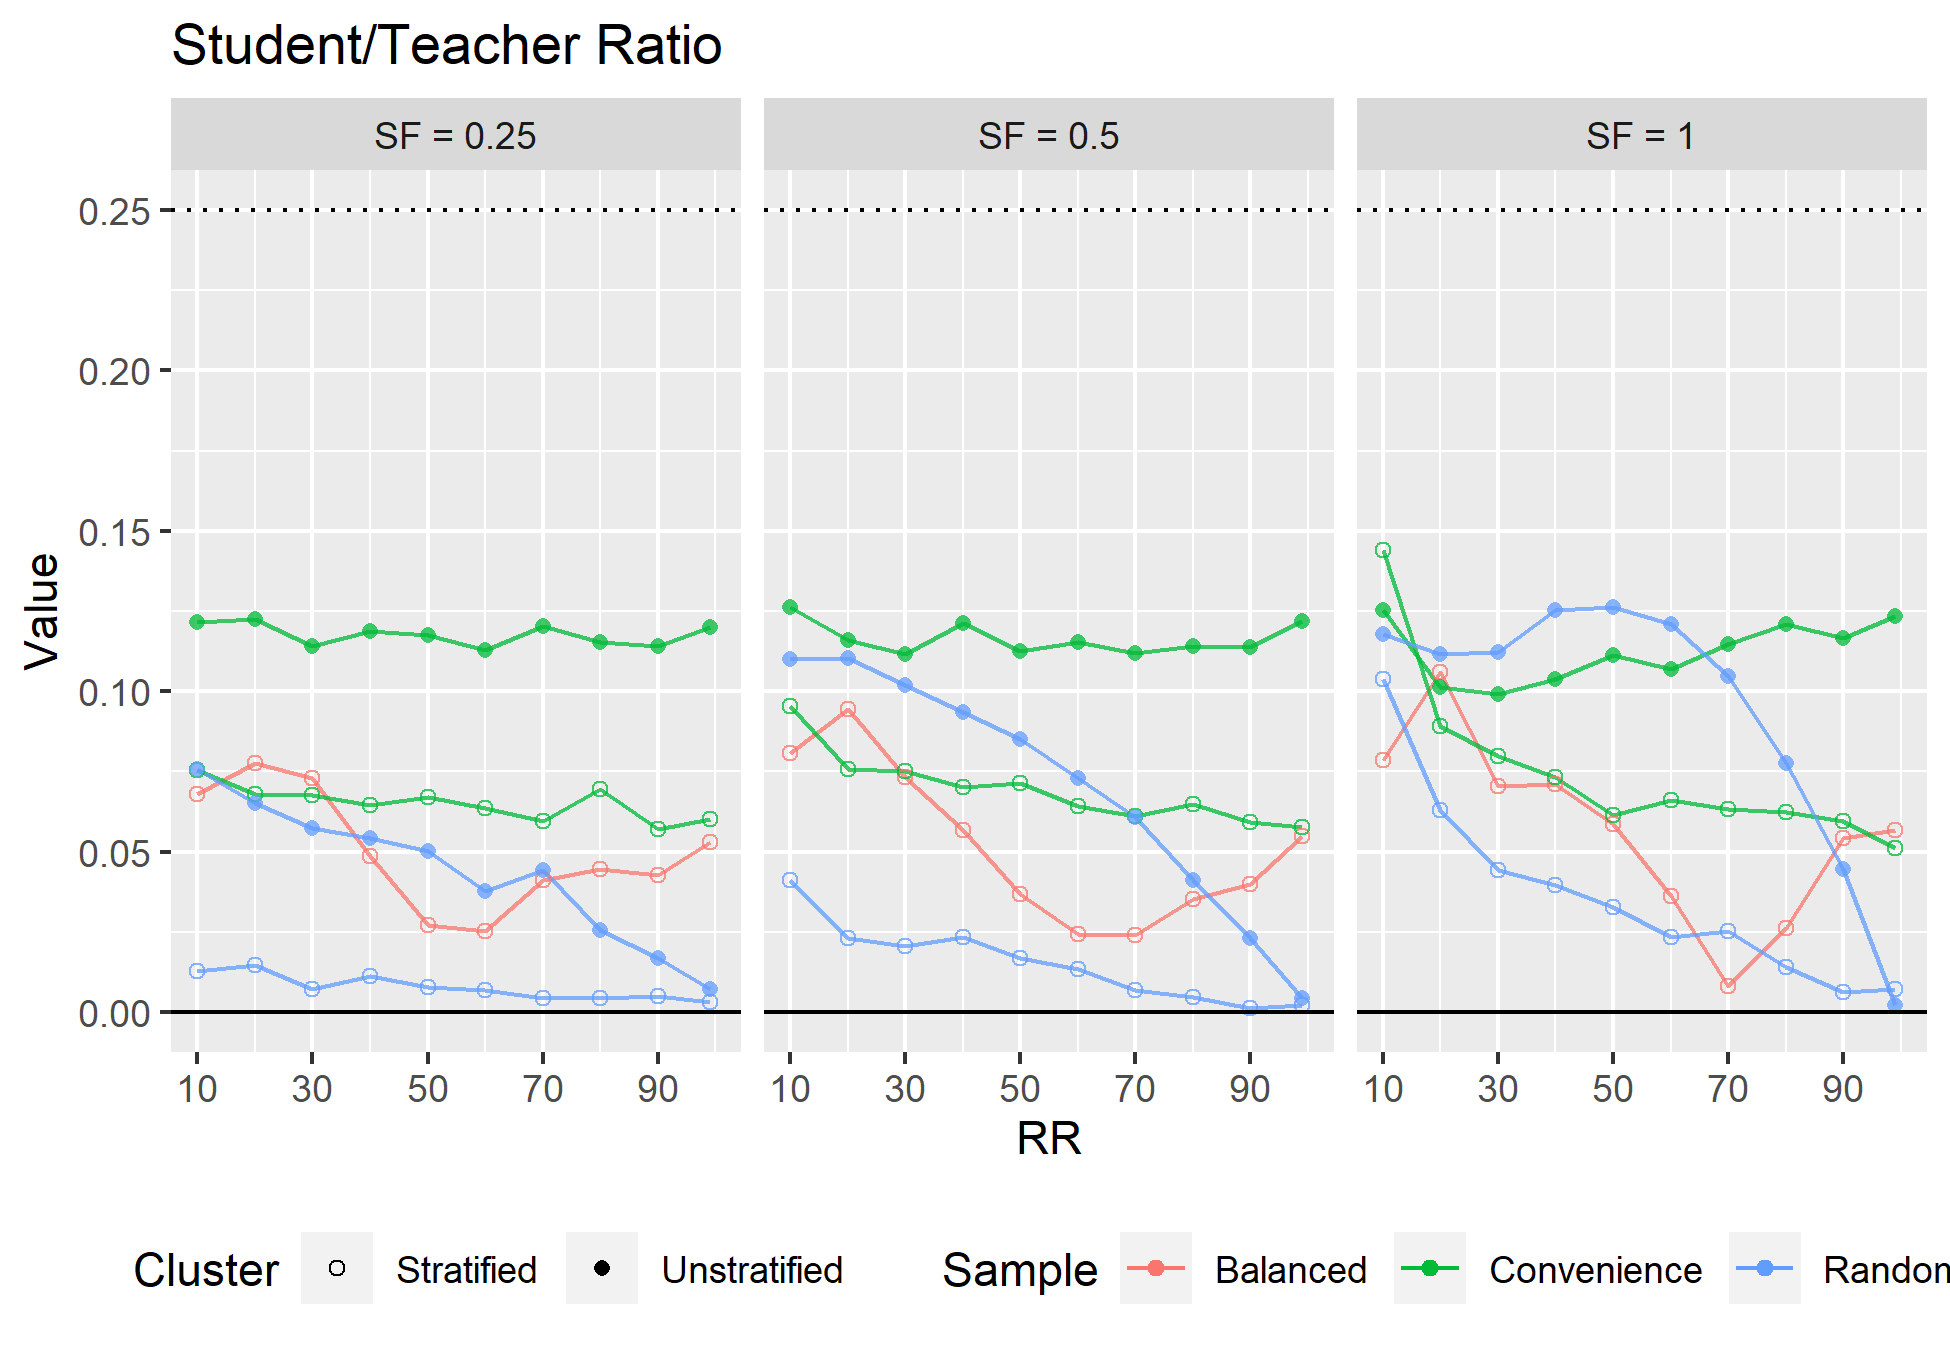 Student/Teacher Ratio
SF = 0.25 SF = 0.5 SF = 1
0.25
0.20
0.15
0.10
0.05
0.00
Value
10 30 50 70 90 10 30 50 70 90 10 30 50 70 90
RR
Cluster Stratified Unstratified Sample Balanced Convenience Randon